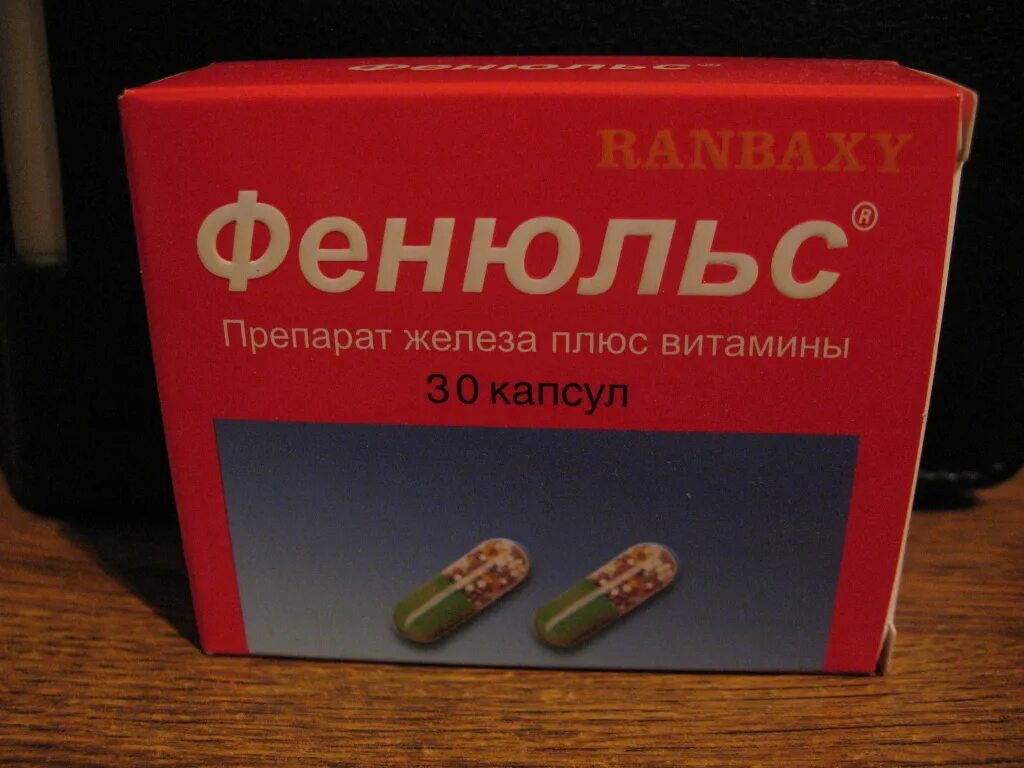 Фенюльс®
RANBAXY
Фенюльс®
Препарат железа плюс витамины
30 капсул